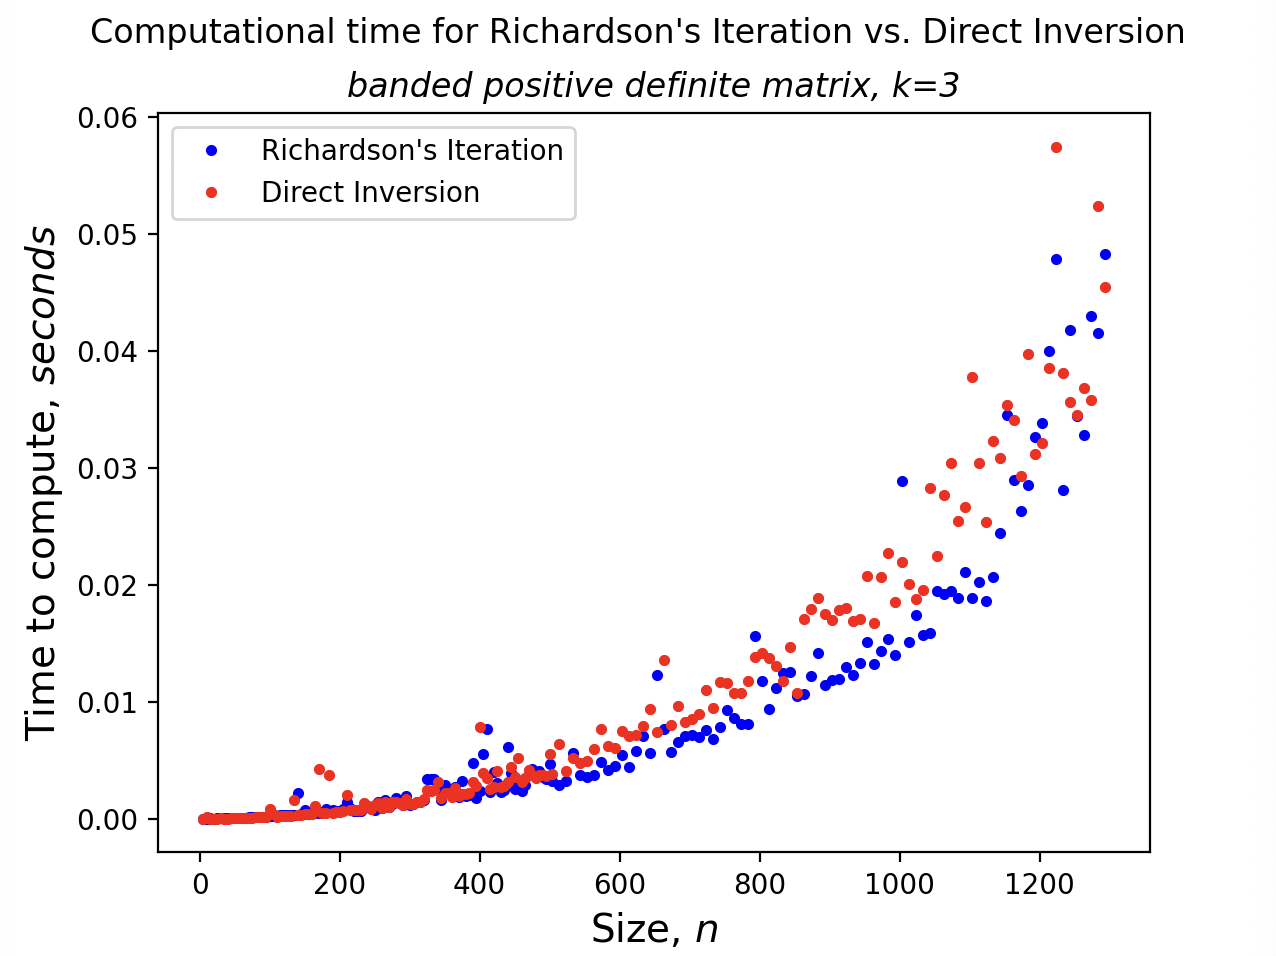 Computational time for Richardson's Iteration vs. Direct Inversion
banded positive definite matrix, k=3
0.06
0.05
0.04
0.03
0.02
0.01
0.00
Richardson's Iteration
Direct Inversion
Time to compute, seconds
0 200 400 600 800 1000 1200
Size, n